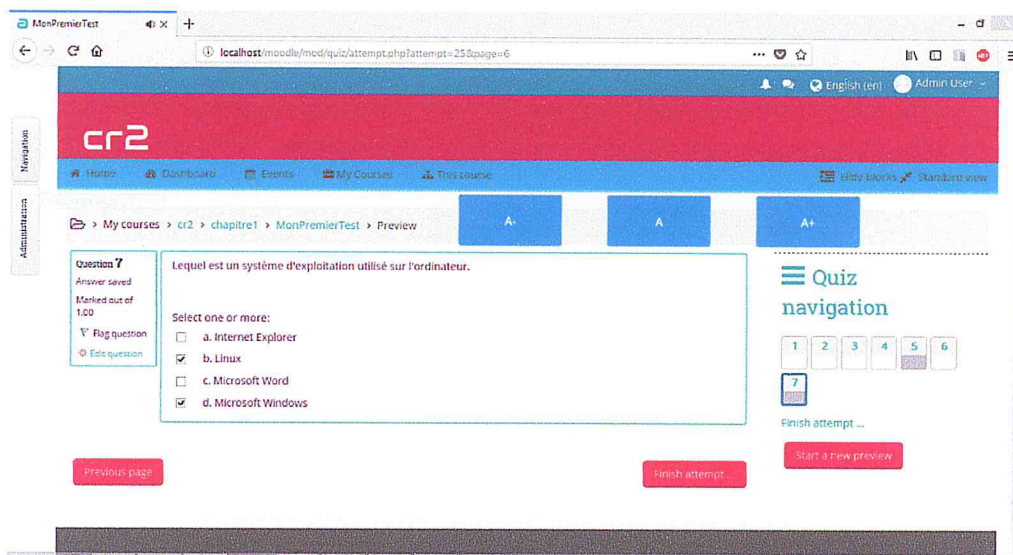 MonPremierTest
localhost/moodle/mod/quiz/attempt.php?attempt=25&page=6
English (en) Admin User
cr2
Home Dashboard Events My Courses This course Hide blocks Standard view
Navigation
Administration
My courses > cr2 > chapitre1 > MonPremierTest > Preview
A- A A+
Question 7
Answer saved
Marked out of
1.00
Flag question
Edit question
Lequel est un système d'exploitation utilisé sur l'ordinateur.
Select one or more:
a. Internet Explorer
b. Linux
c. Microsoft Word
d. Microsoft Windows
Quiz
navigation
1 2 3 4 5 6
7
Finish attempt ...
Start a new preview
Previous page
Finish attempt ...